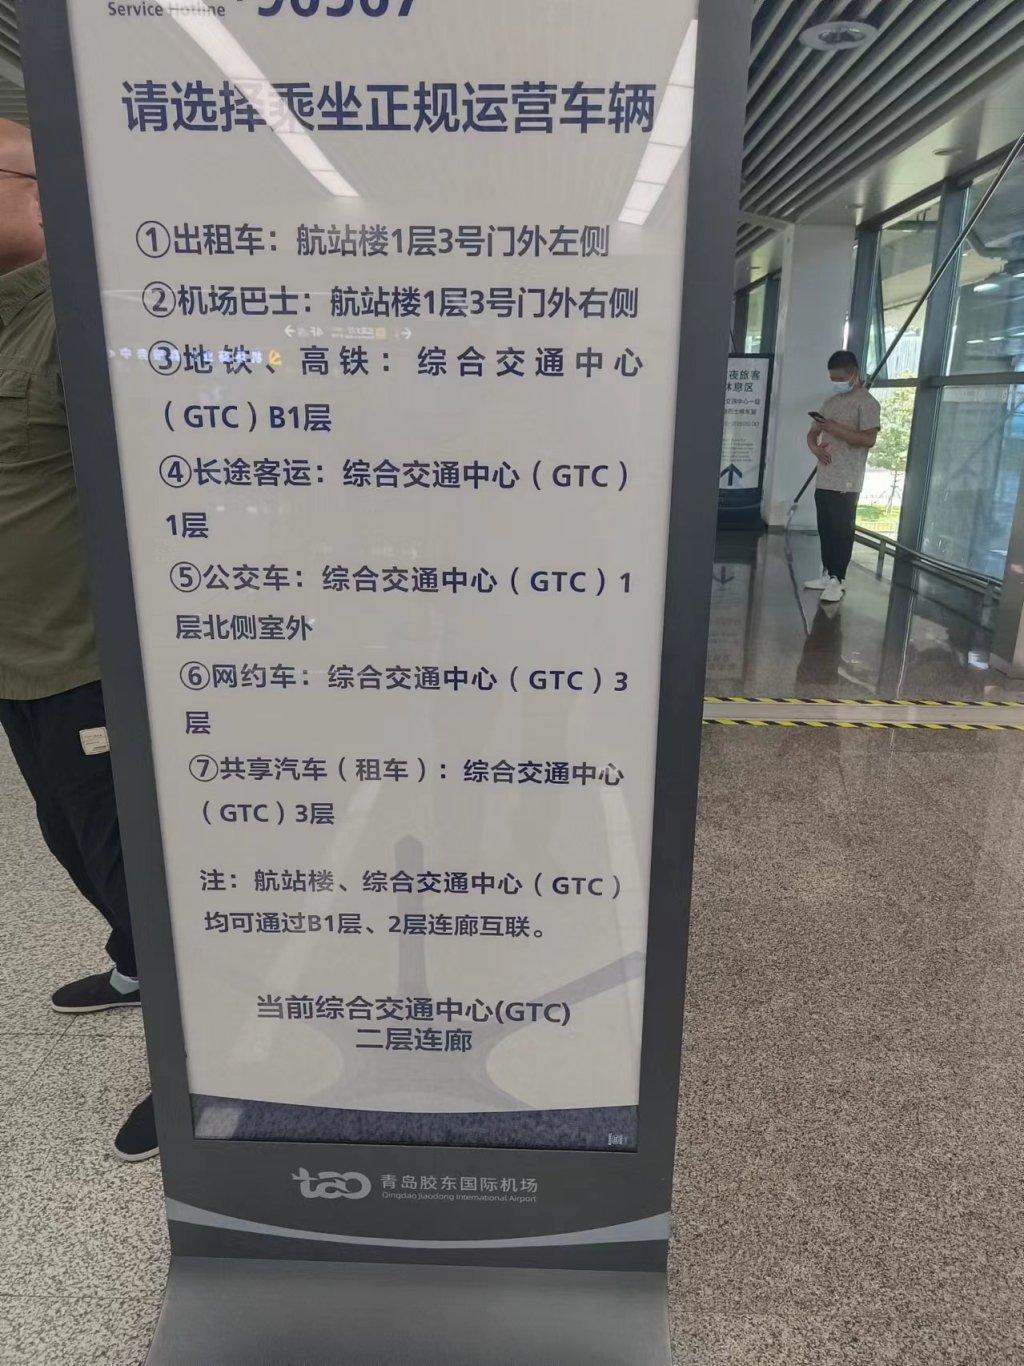 Service Hotline
96567
请选择乘坐正规运营车辆
①出租车：航站楼1层3号门外左侧
②机场巴士：航站楼1层3号门外右侧
③地铁、高铁：综合交通中心
（GTC）B1层
④长途客运：综合交通中心（GTC）
1层
⑤公交车：综合交通中心（GTC）1
层北侧室外
⑥网约车：综合交通中心（GTC）3
层
⑦共享汽车（租车）：综合交通中心
（GTC）3层
注：航站楼、综合交通中心（GTC）
均可通过B1层、2层连廊互联。
当前综合交通中心(GTC)
二层连廊
tao 青岛胶东国际机场
Qingdao Jiaodong International Airport
夜旅客
休息区